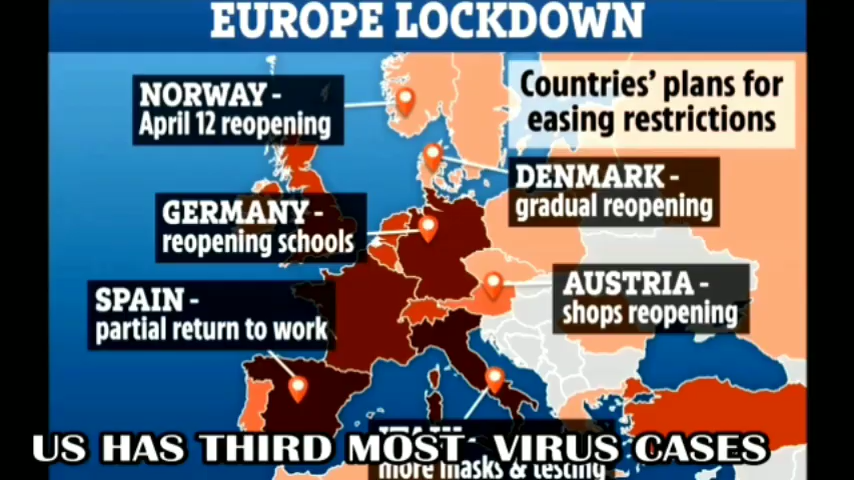 EUROPE LOCKDOWN
Countries' plans for
easing restrictions
NORWAY -
April 12 reopening
DENMARK -
gradual reopening
GERMANY -
reopening schools
AUSTRIA -
shops reopening
SPAIN -
partial return to work
ITALY -
more masks & testing
US HAS THIRD MOST VIRUS CASES